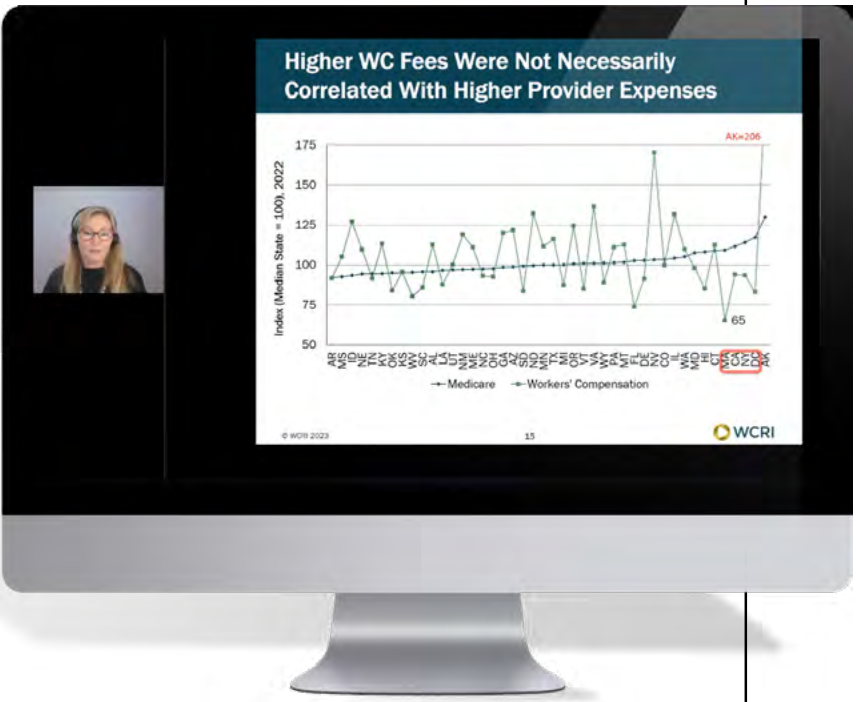 Higher WC Fees Were Not Necessarily
Correlated With Higher Provider Expenses
AK=206
Index (Median State = 100), 2022
175
150
125
100
75
50
65
AR MS ID NE TN KY OK KS WV SC AL LA UT NM ME NC OH GA AZ SD ND MN TX MI OR VT VA WY PA MT FL DE NV CO IL WA MD HI CT MA CA NY DC AK
Medicare Workers' Compensation
© WCRI 2023 15 WCRI